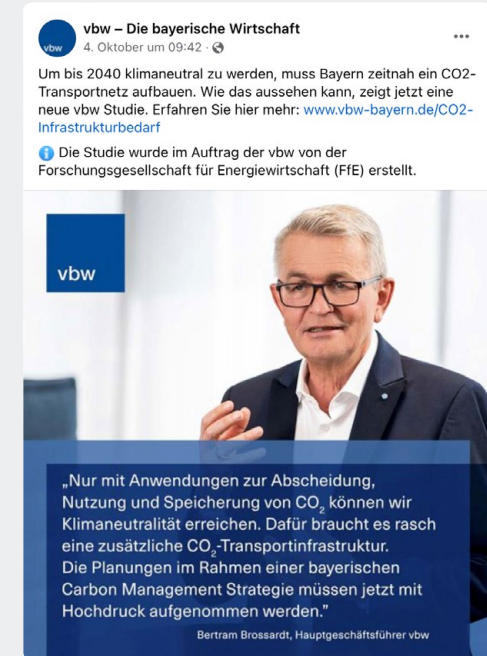 vbw – Die bayerische Wirtschaft
vbw
4. Oktober um 09:42 ·
Um bis 2040 klimaneutral zu werden, muss Bayern zeitnah ein CO2-
Transportnetz aufbauen. Wie das aussehen kann, zeigt jetzt eine
neue vbw Studie. Erfahren Sie hier mehr: www.vbw-bayern.de/CO2-
Infrastrukturbedarf
ℹ️ Die Studie wurde im Auftrag der vbw von der
Forschungsgesellschaft für Energiewirtschaft (FfE) erstellt.
vbw
„Nur mit Anwendungen zur Abscheidung,
Nutzung und Speicherung von CO₂ können wir
Klimaneutralität erreichen. Dafür braucht es rasch
eine zusätzliche CO₂-Transportinfrastruktur.
Die Planungen im Rahmen einer bayerischen
Carbon Management Strategie müssen jetzt mit
Hochdruck aufgenommen werden.”
Bertram Brossardt, Hauptgeschäftsführer vbw